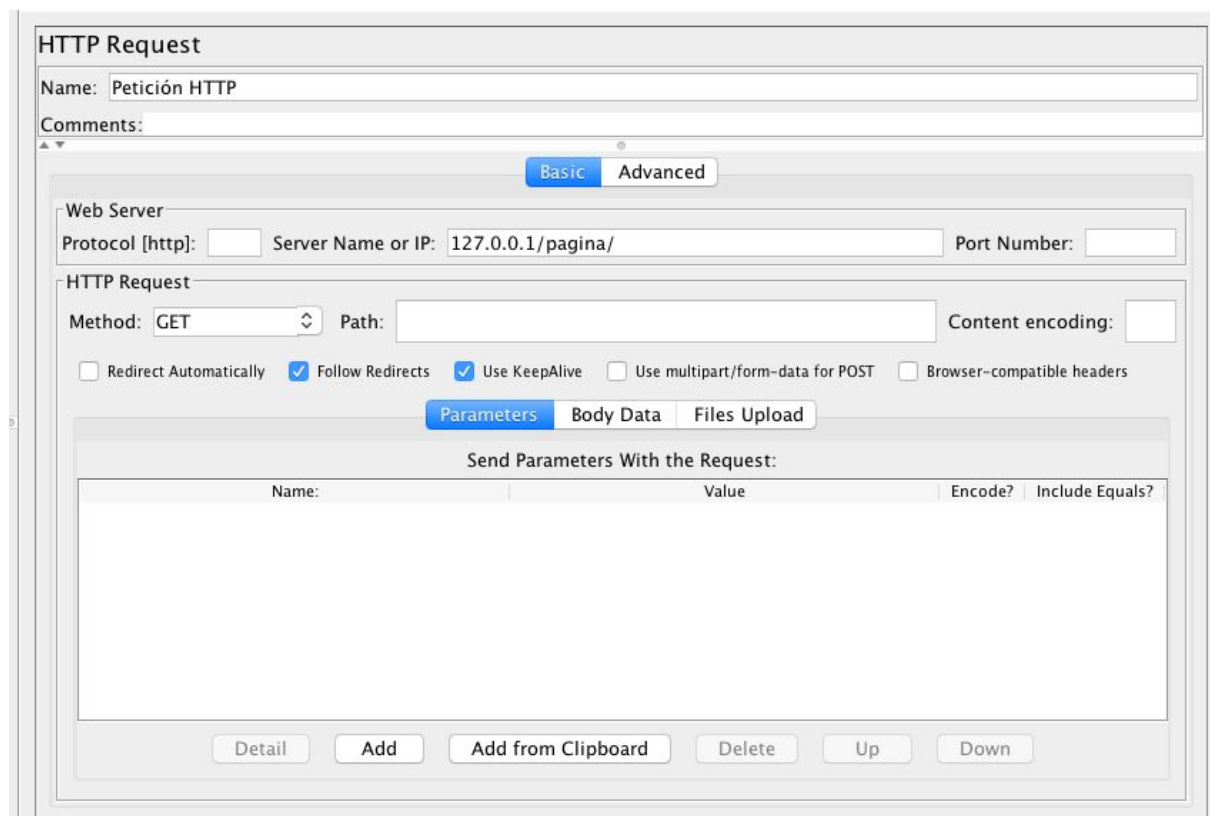 HTTP Request
Name: Petición HTTP
Comments:
Basic Advanced
Web Server
Protocol [http]: Server Name or IP: 127.0.0.1/pagina/ Port Number:
HTTP Request
Method: GET Path: Content encoding:
Redirect Automatically Follow Redirects Use KeepAlive Use multipart/form-data for POST Browser-compatible headers
Parameters Body Data Files Upload
Send Parameters With the Request:
Name: Value Encode? Include Equals?
Detail Add Add from Clipboard Delete Up Down